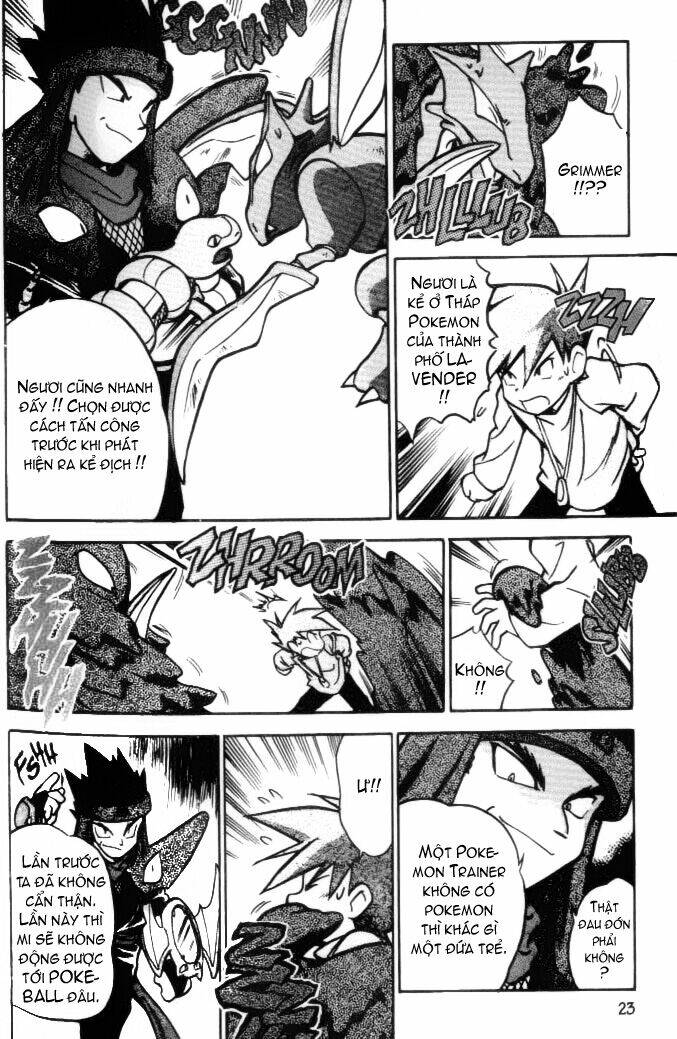 GRIMMER
!!??
ZHLLLUB
NGƯƠI LÀ
KẺ Ở THÁP
POKEMON
CỦA THÀNH
PHỐ LA-
VENDER
!!
ZZZZH
GGGGNNN
NGƯƠI CŨNG NHANH
ĐẤY !! CHỌN ĐƯỢC
CÁCH TẤN CÔNG
TRƯỚC KHI PHÁT
HIỆN RA KẺ ĐỊCH !!
SHLUBB
KHÔNG
!!
ZHRROOM
THẬT
ĐAU ĐỚN
PHẢI
KHÔNG
?
MỘT POKE-
MON TRAINER
KHÔNG CÓ
POKEMON
THÌ KHÁC GÌ
MỘT ĐỨA TRẺ.
Ư!!
FSHH
LẦN TRƯỚC
TA ĐÃ KHÔNG
CẨN THẬN.
LẦN NÀY THÌ
MI SẼ KHÔNG
ĐỘNG ĐƯỢC
TỚI POKE-
BALL ĐÂU.
23